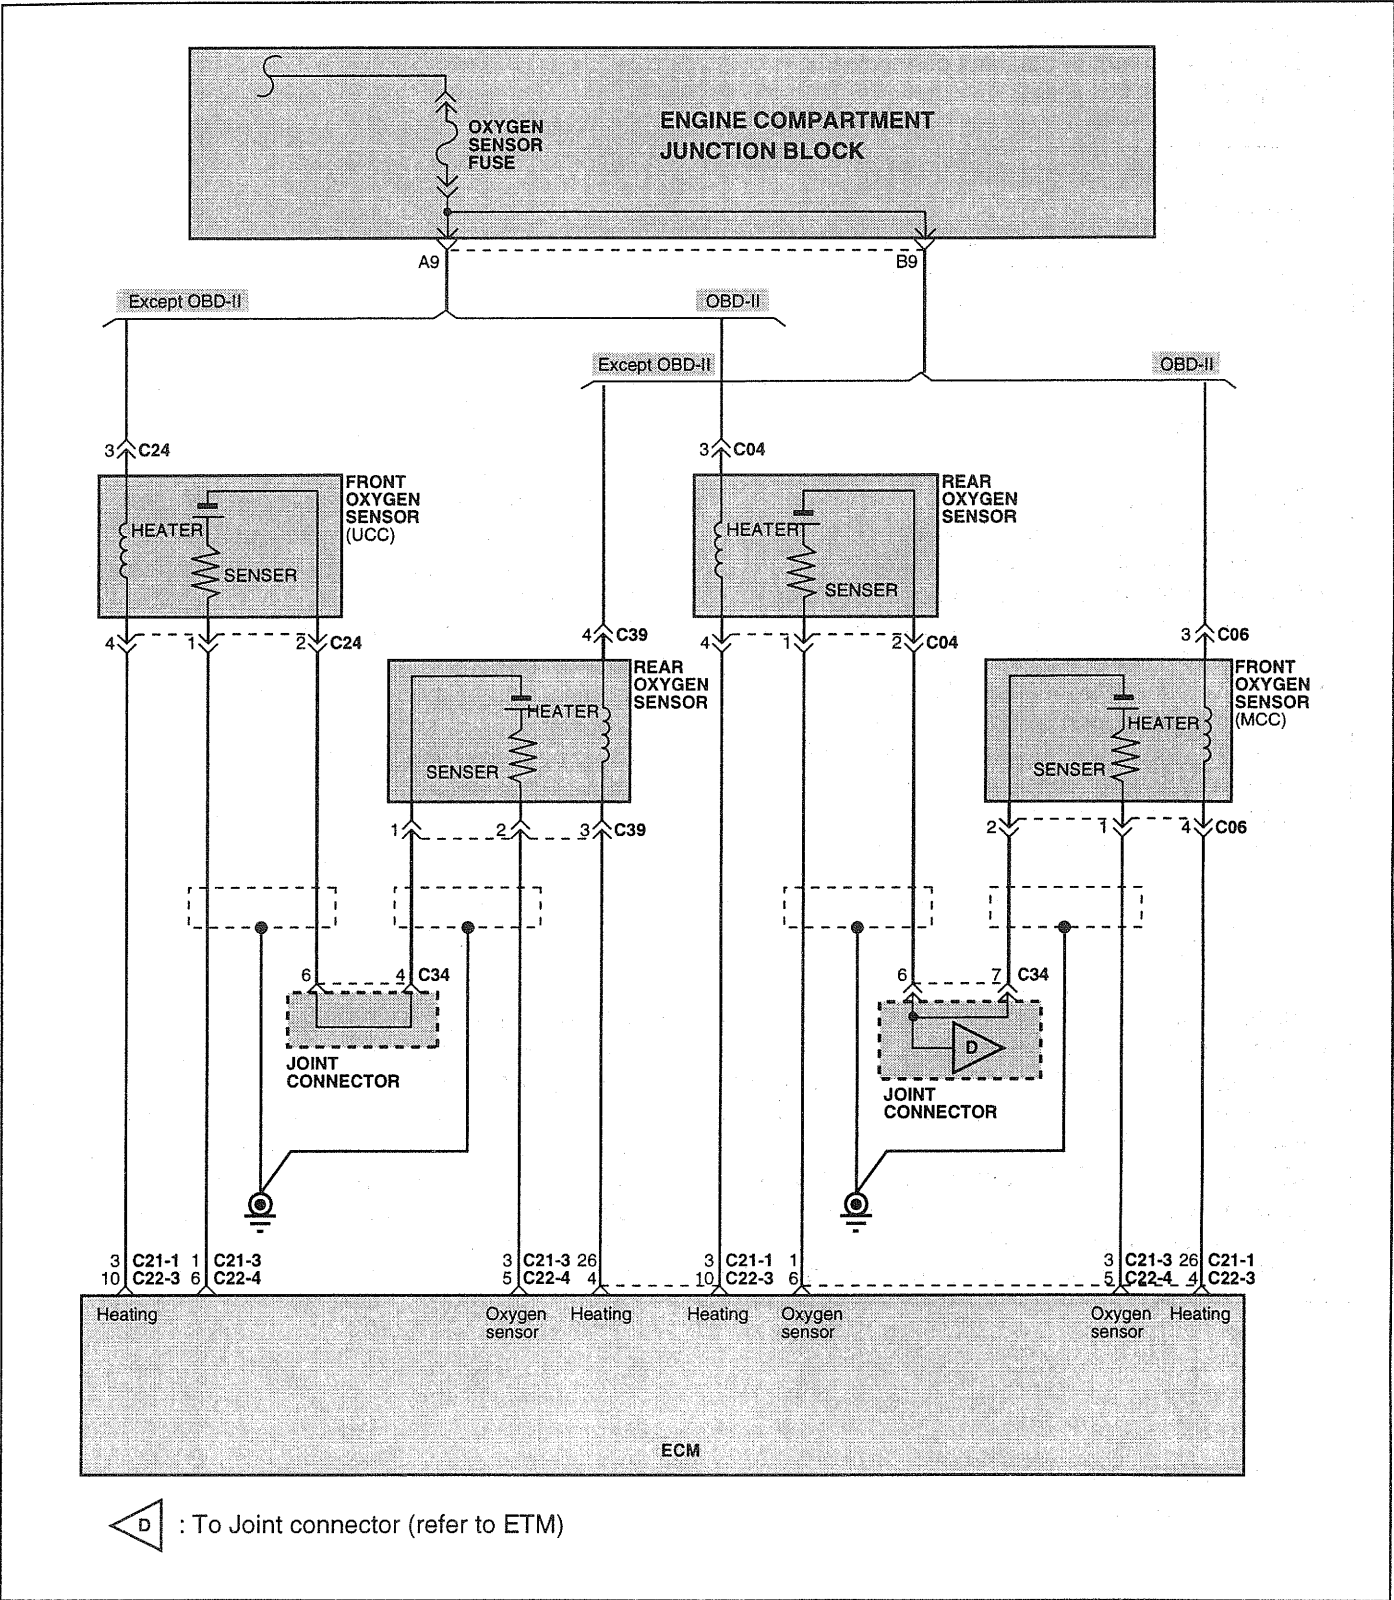 OXYGEN
SENSOR
FUSE
ENGINE COMPARTMENT
JUNCTION BLOCK
A9
B9
Except OBD-II
OBD-II
Except OBD-II
OBD-II
3 C24
3 C04
FRONT
OXYGEN
SENSOR
(UCC)
HEATER
SENSER
REAR
OXYGEN
SENSOR
HEATER
SENSER
4 1 2 C24
4 C39
4 1 2 C04
3 C06
REAR
OXYGEN
SENSOR
HEATER
SENSER
FRONT
OXYGEN
SENSOR
(MCC)
HEATER
SENSER
1 2 3 C39
2 1 4 C06
6 4 C34
6 7 C34
D
JOINT
CONNECTOR
JOINT
CONNECTOR
3 C21-1 1 C21-3 3 C21-3 26 3 C21-1 1 3 C21-3 26 C21-1
10 C22-3 6 C22-4 5 C22-4 4 10 C22-3 6 5 C22-4 4 C22-3
Heating Oxygen Heating Heating Oxygen Oxygen Heating
sensor sensor sensor
ECM
D : To Joint connector (refer to ETM)